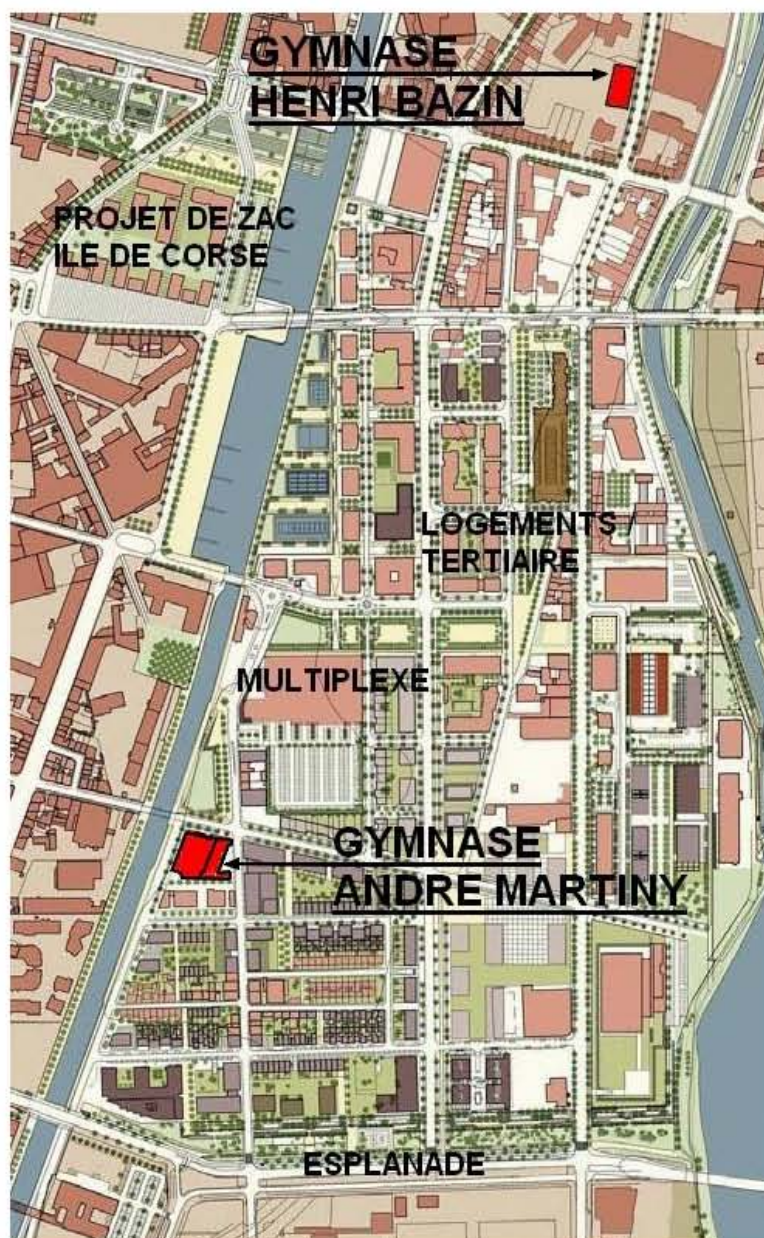 GYMNASE
HENRI BAZIN
PROJET DE ZAC
ILE DE CORSE
LOGEMENTS /
TERTIAIRE
MULTIPLEXE
GYMNASE
ANDRE MARTINY
ESPLANADE